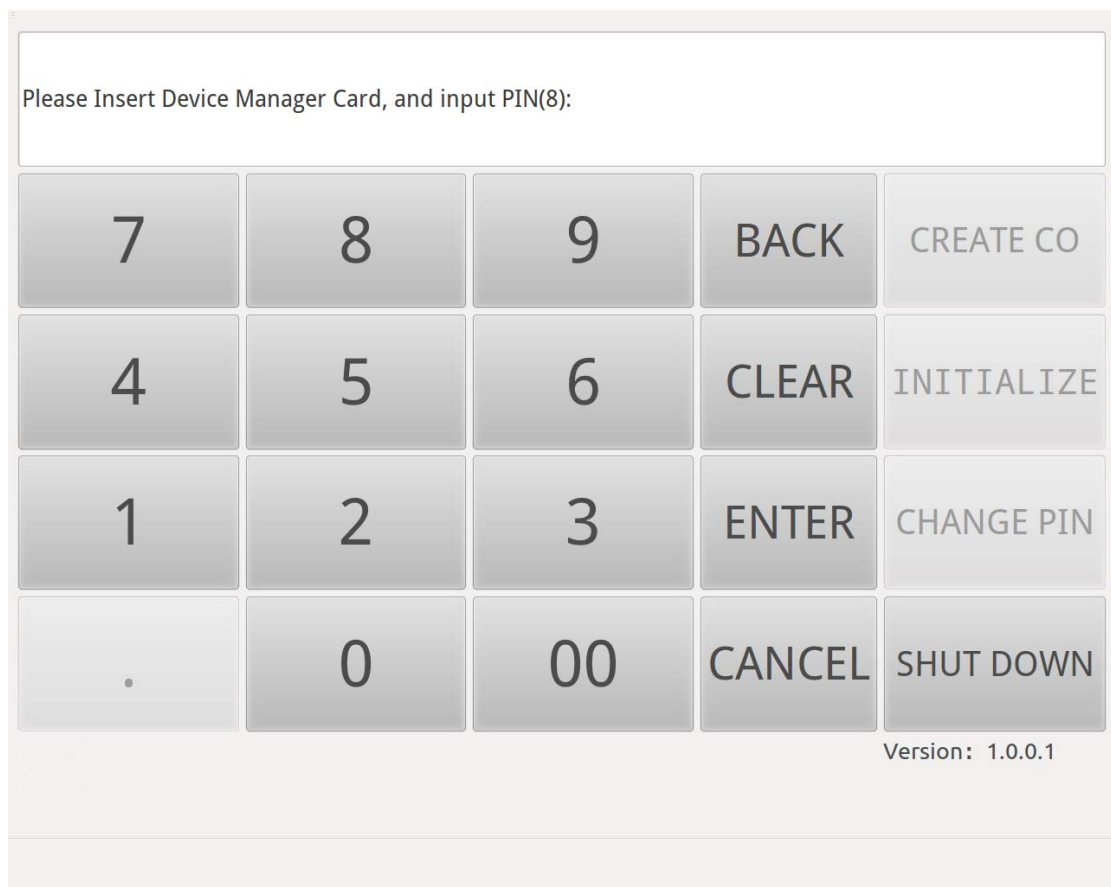 Please Insert Device Manager Card, and input PIN(8):
7 8 9 BACK CREATE CO
4 5 6 CLEAR INITIALIZE
1 2 3 ENTER CHANGE PIN
. 0 00 CANCEL SHUT DOWN
Version: 1.0.0.1